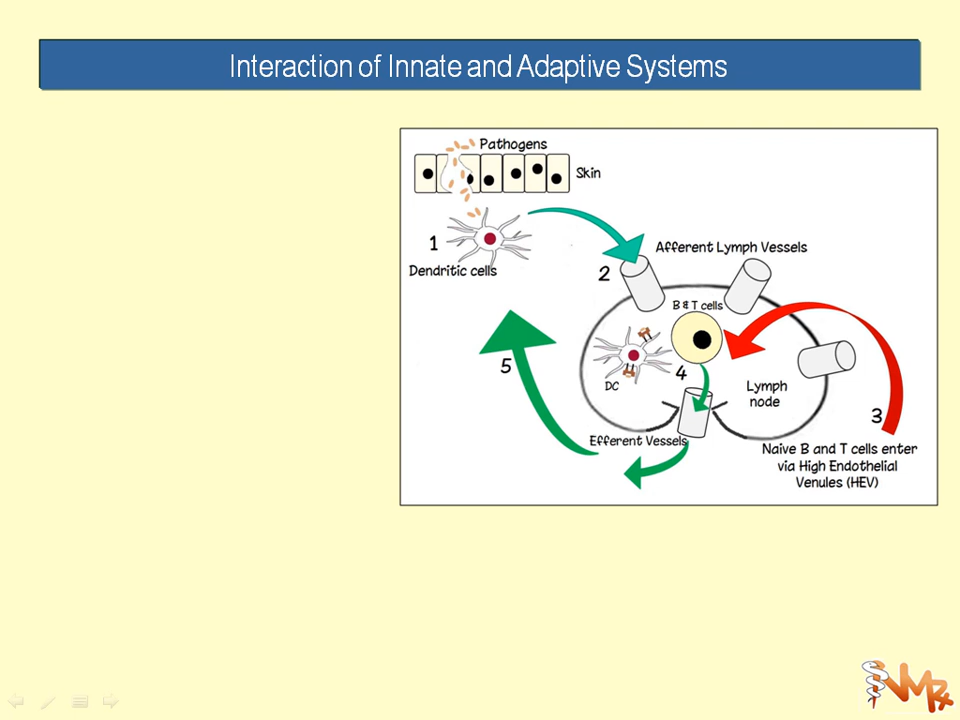 Interaction of Innate and Adaptive Systems
Pathogens
Skin
1
Dendritic cells
2
Afferent Lymph Vessels
B & T cells
5
DC
4
Lymph
node
3
Efferent Vessels
Naive B and T cells enter
via High Endothelial
Venules (HEV)
VMRx